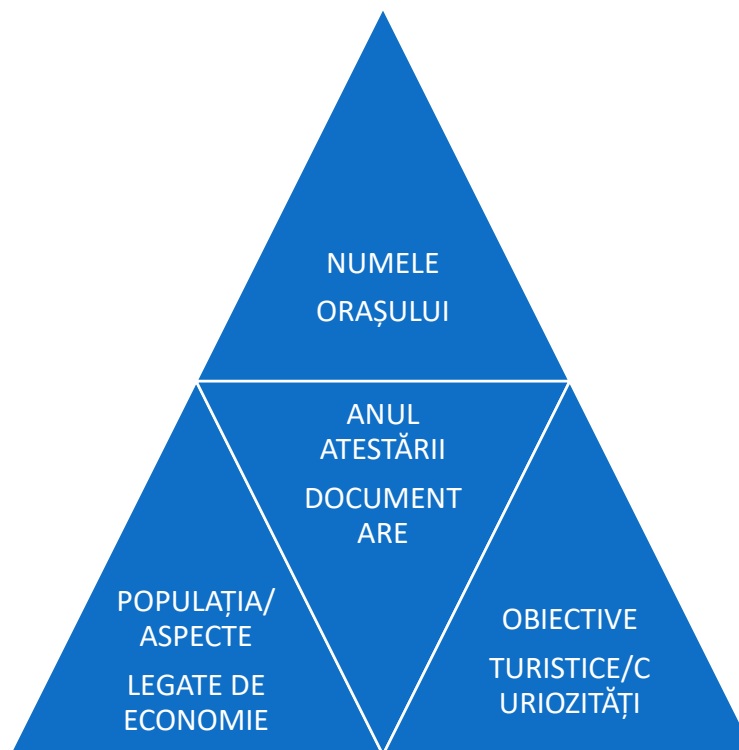 NUMELE
ORAȘULUI
ANUL
ATESTĂRII
DOCUMENT
ARE
POPULAȚIA/
ASPECTE
LEGATE DE
ECONOMIE
OBIECTIVE
TURISTICE/C
URIOZITĂȚI